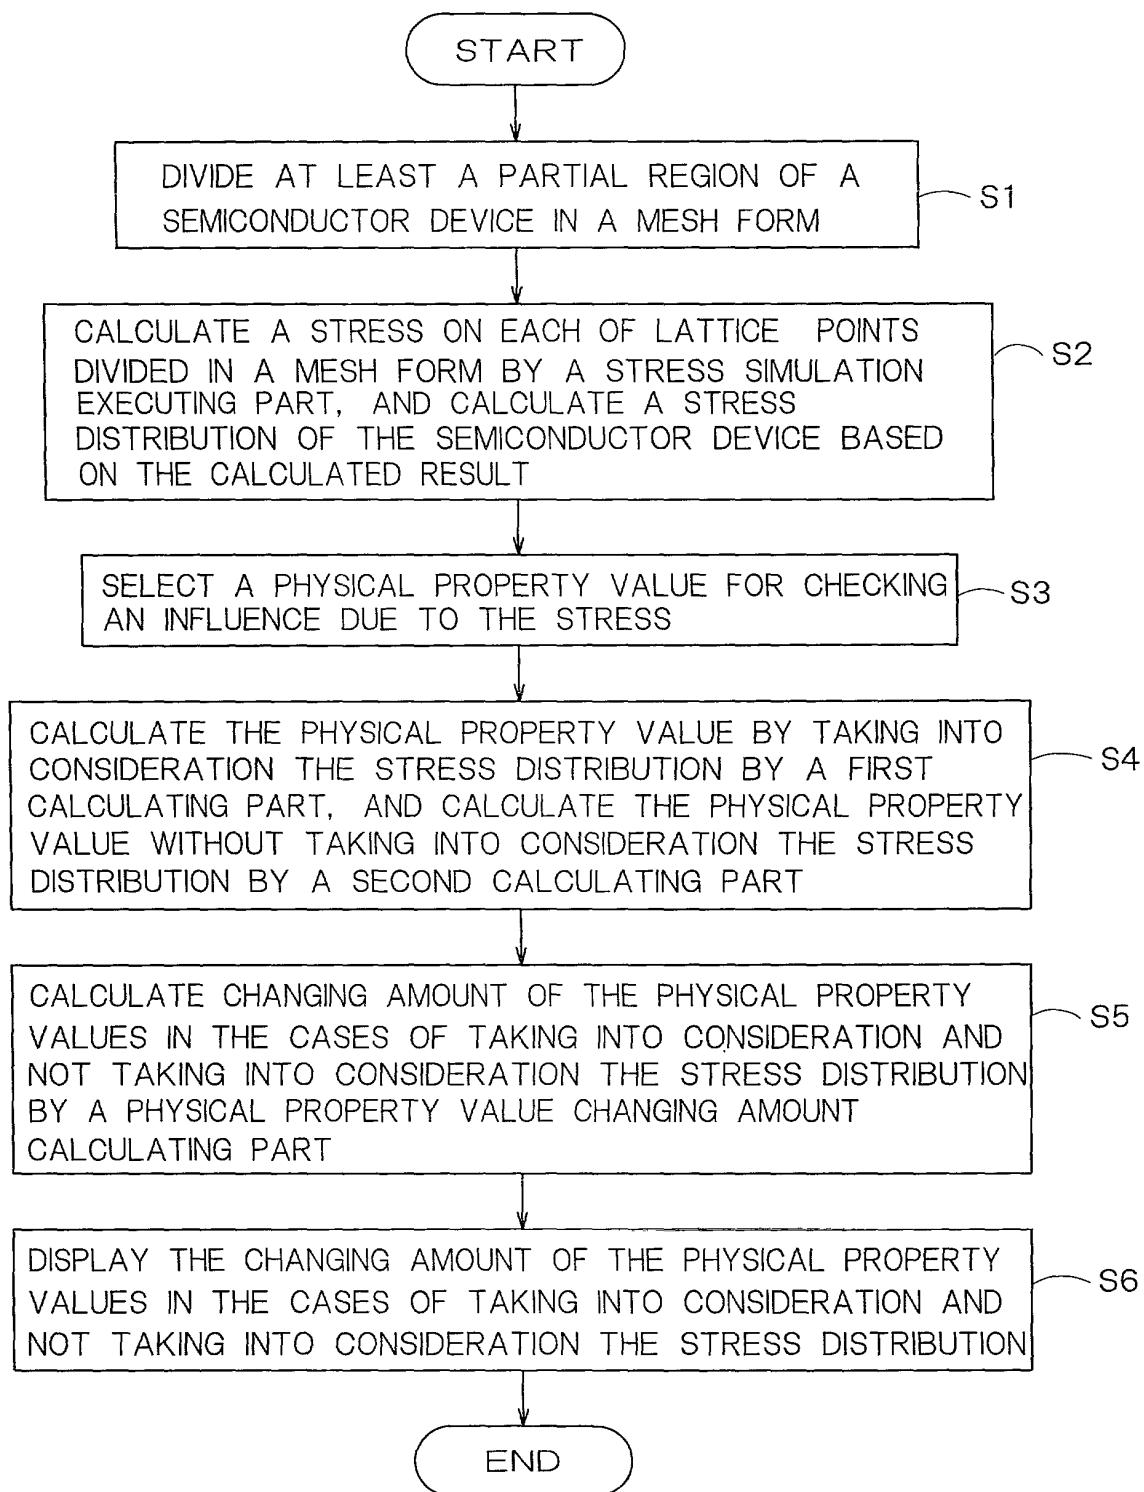 START
DIVIDE AT LEAST A PARTIAL REGION OF A
SEMICONDUCTOR DEVICE IN A MESH FORM
S1
CALCULATE A STRESS ON EACH OF LATTICE POINTS
DIVIDED IN A MESH FORM BY A STRESS SIMULATION
EXECUTING PART, AND CALCULATE A STRESS
DISTRIBUTION OF THE SEMICONDUCTOR DEVICE BASED
ON THE CALCULATED RESULT
S2
SELECT A PHYSICAL PROPERTY VALUE FOR CHECKING
AN INFLUENCE DUE TO THE STRESS
S3
CALCULATE THE PHYSICAL PROPERTY VALUE BY TAKING INTO
CONSIDERATION THE STRESS DISTRIBUTION BY A FIRST
CALCULATING PART, AND CALCULATE THE PHYSICAL PROPERTY
VALUE WITHOUT TAKING INTO CONSIDERATION THE STRESS
DISTRIBUTION BY A SECOND CALCULATING PART
S4
CALCULATE CHANGING AMOUNT OF THE PHYSICAL PROPERTY
VALUES IN THE CASES OF TAKING INTO CONSIDERATION AND
NOT TAKING INTO CONSIDERATION THE STRESS DISTRIBUTION
BY A PHYSICAL PROPERTY VALUE CHANGING AMOUNT
CALCULATING PART
S5
DISPLAY THE CHANGING AMOUNT OF THE PHYSICAL PROPERTY
VALUES IN THE CASES OF TAKING INTO CONSIDERATION AND
NOT TAKING INTO CONSIDERATION THE STRESS DISTRIBUTION
S6
END